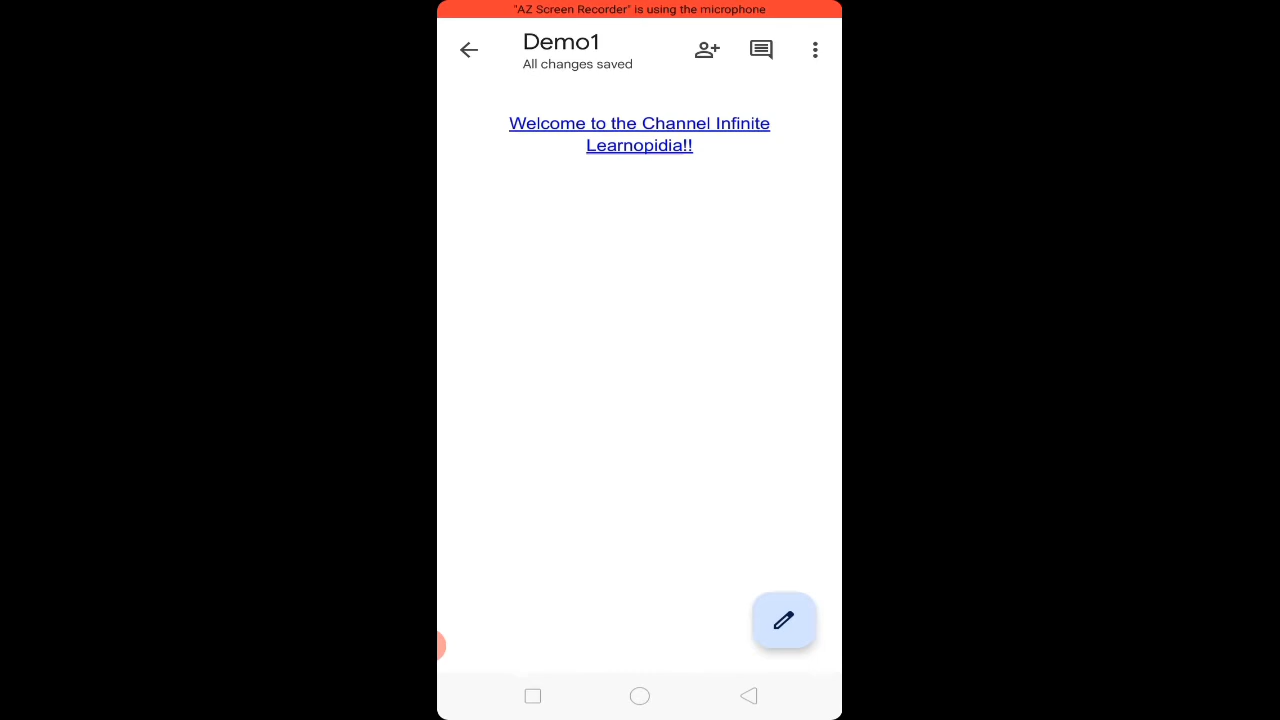 "AZ Screen Recorder" is using the microphone
Demo1
All changes saved
Welcome to the Channel Infinite
Learnopidia!!